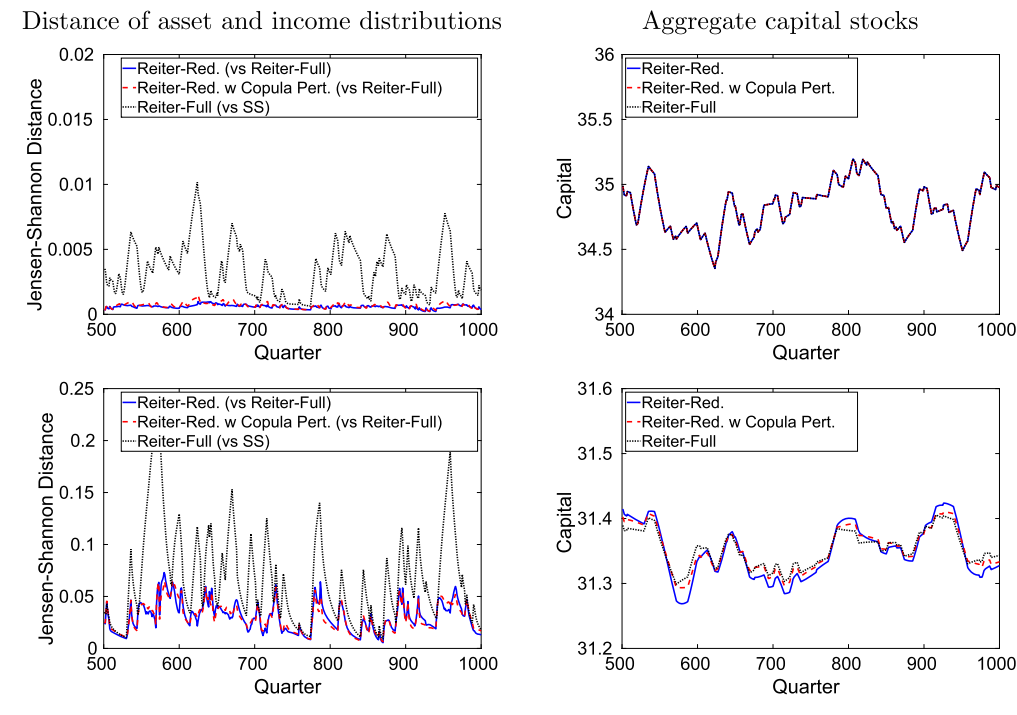 Distance of asset and income distributions
Aggregate capital stocks
0.02
0.015
0.01
0.005
0
Jensen-Shannon Distance
Reiter-Red. (vs Reiter-Full)
Reiter-Red. w Copula Pert. (vs Reiter-Full)
Reiter-Full (vs SS)
500 600 700 800 900 1000
Quarter
36
35.5
35
34.5
34
Capital
Reiter-Red.
Reiter-Red. w Copula Pert.
Reiter-Full
500 600 700 800 900 1000
Quarter
0.25
0.2
0.15
0.1
0.05
0
Jensen-Shannon Distance
Reiter-Red. (vs Reiter-Full)
Reiter-Red. w Copula Pert. (vs Reiter-Full)
Reiter-Full (vs SS)
500 600 700 800 900 1000
Quarter
31.6
31.5
31.4
31.3
31.2
Capital
Reiter-Red.
Reiter-Red. w Copula Pert.
Reiter-Full
500 600 700 800 900 1000
Quarter